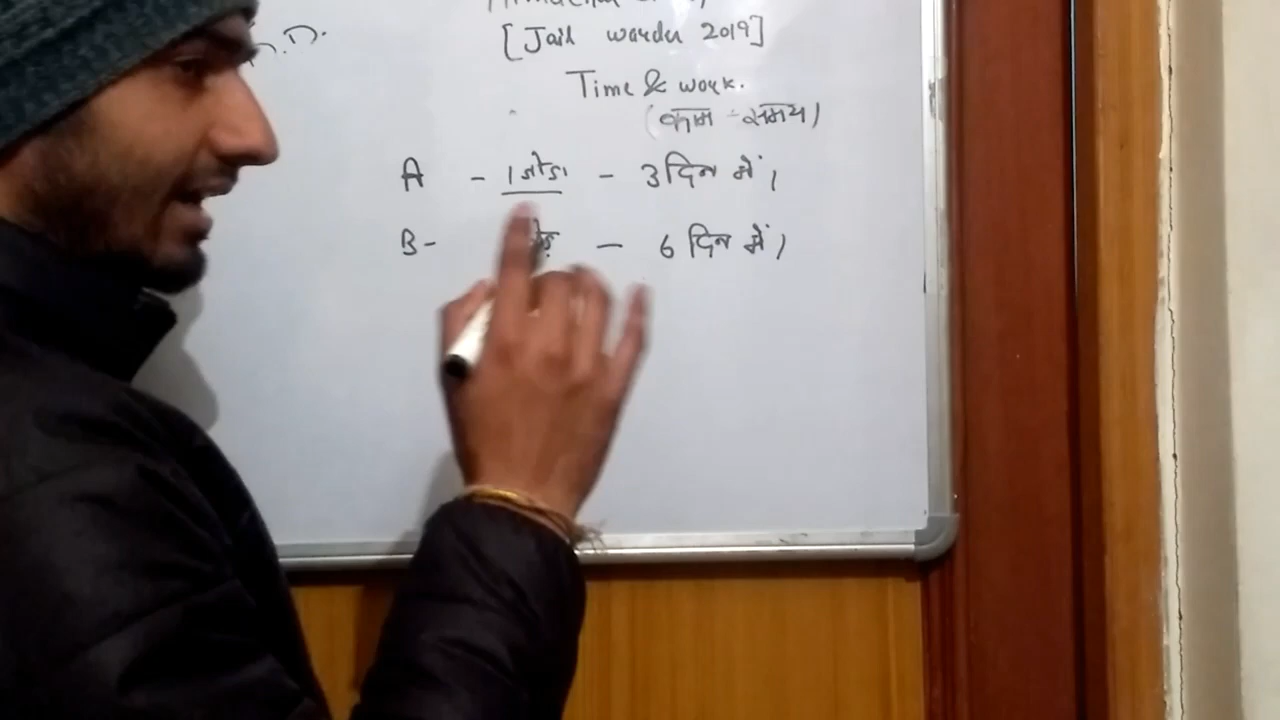 [Jail warder 2019]
Time & work.
(काम - समय)
A - 1 जोड़ा - 3 दिन में।
B - - 6 दिन में।